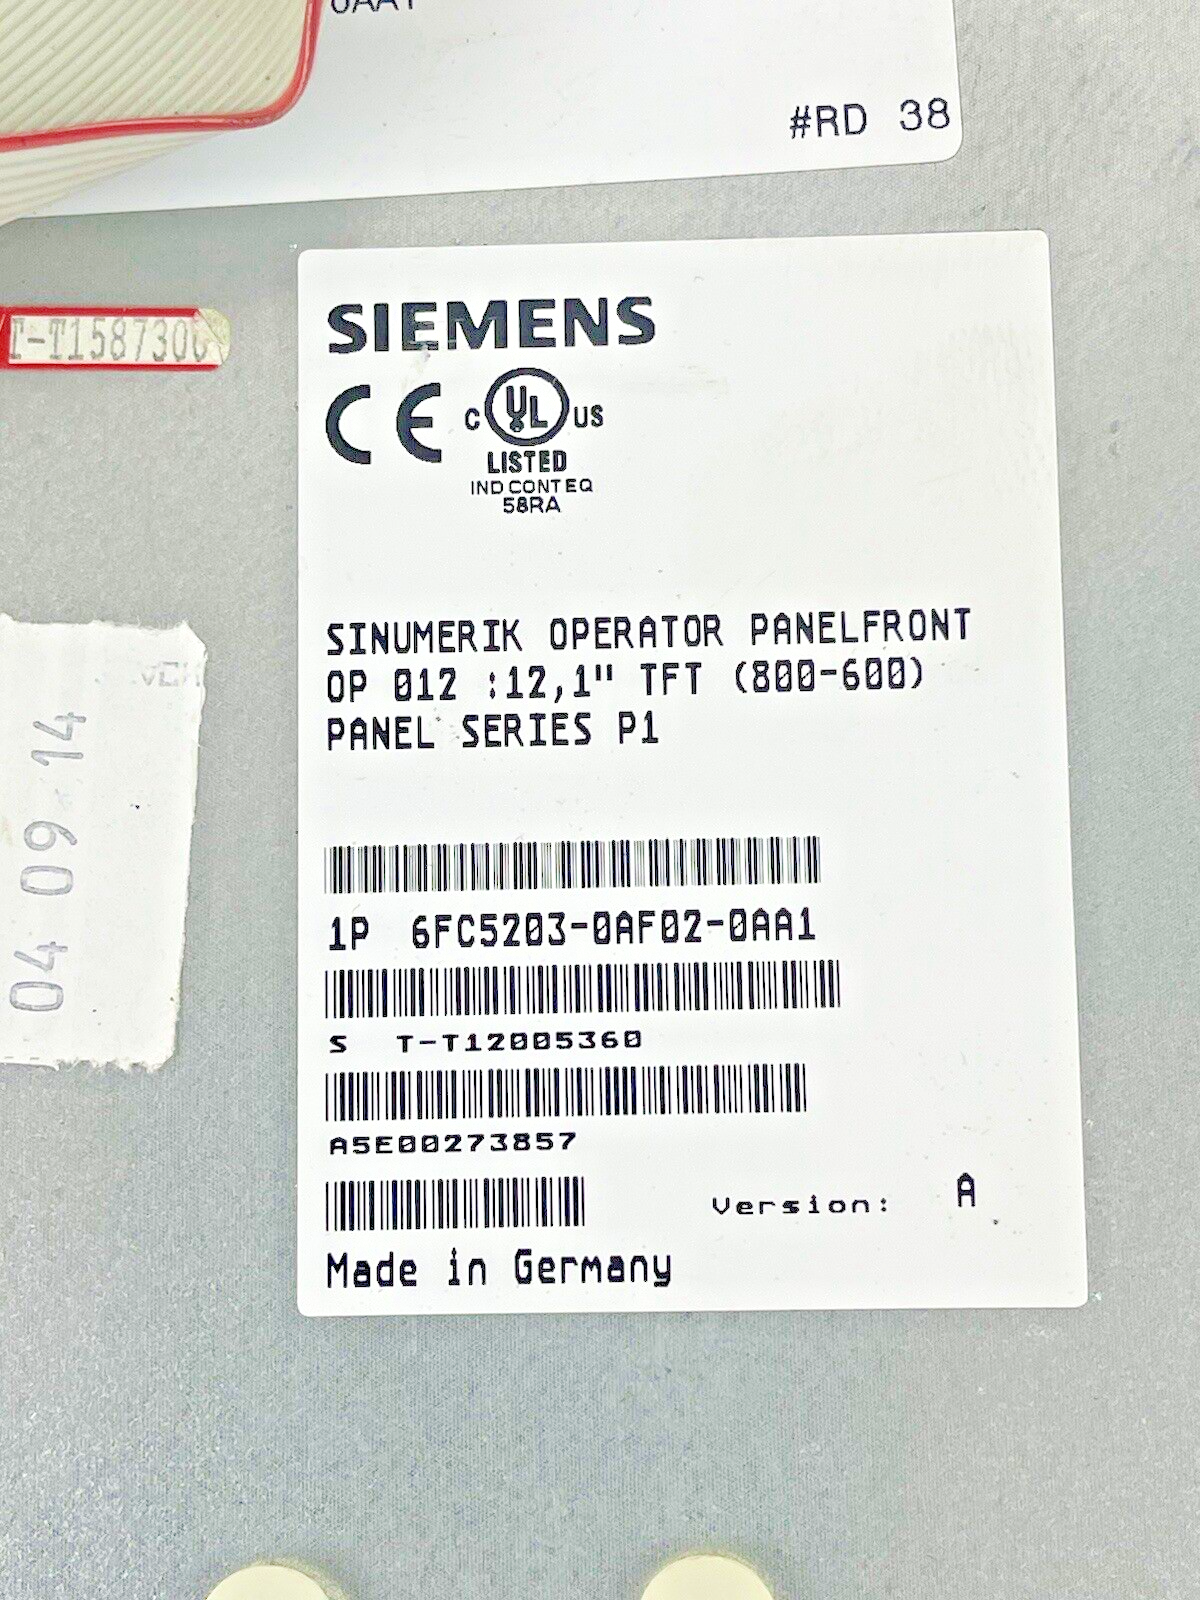 0AA1
#RD 38
T-T158730
SIEMENS
CE
C UL US
LISTED
IND CONT EQ
58RA
SINUMERIK OPERATOR PANELFRONT
OP 012 :12,1" TFT (800-600)
PANEL SERIES P1
04 09 14
1P 6FC5203-0AF02-0AA1
S T-T12005360
A5E00273857
Version: A
Made in Germany